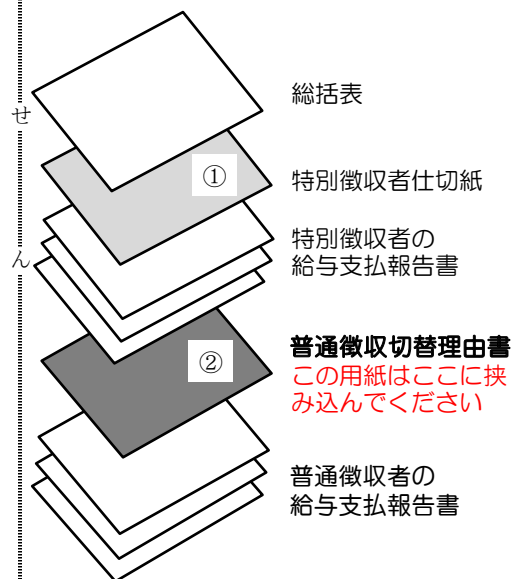 総括表
せ
①
特別徴収者仕切紙
特別徴収者の
給与支払報告書
ん
②
普通徴収切替理由書
この用紙はここに挟
み込んでください
普通徴収者の
給与支払報告書